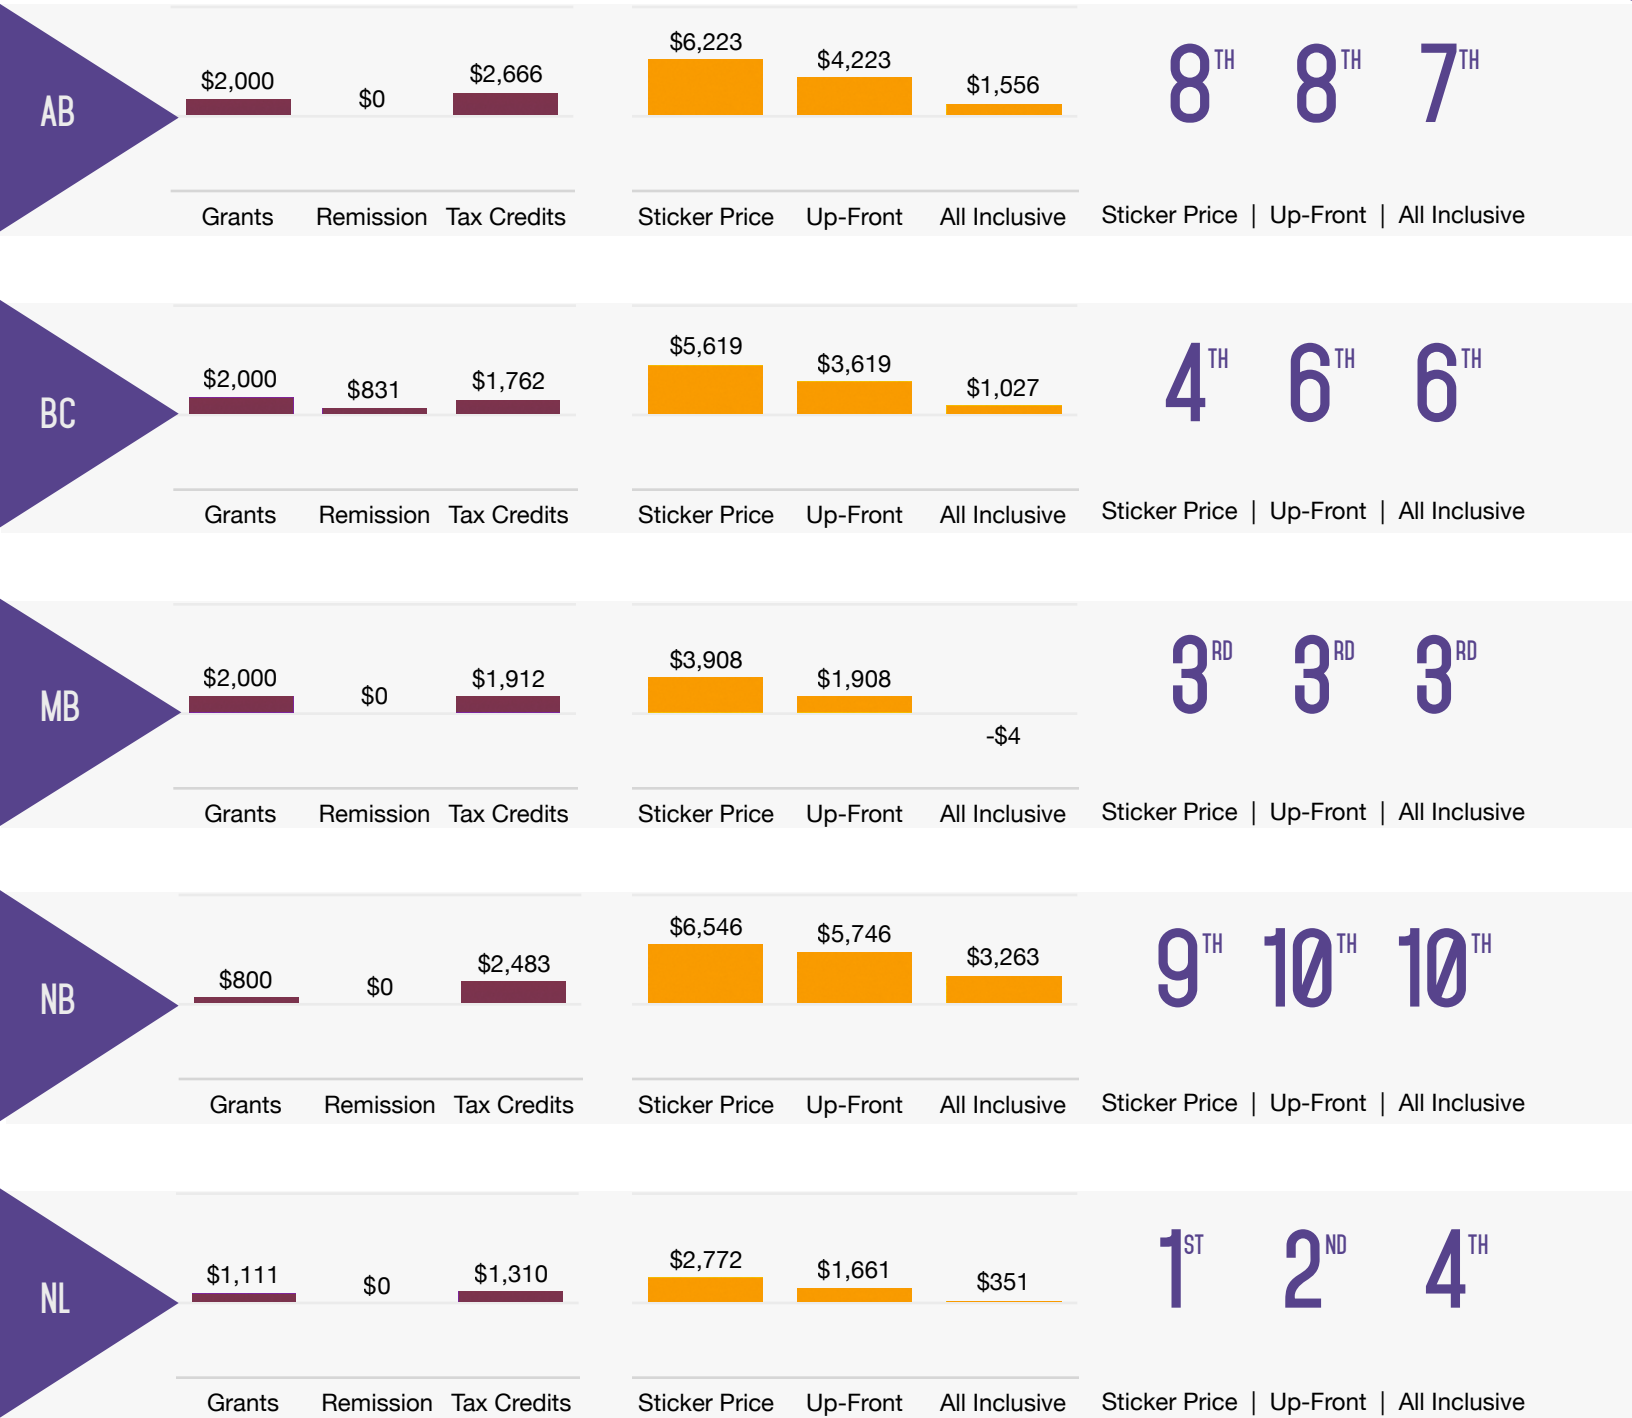 AB
$2,000 $0 $2,666
$6,223 $4,223 $1,556
8TH 8TH 7TH
Grants Remission Tax Credits
Sticker Price Up-Front All Inclusive
Sticker Price | Up-Front | All Inclusive
BC
$2,000 $831 $1,762
$5,619 $3,619 $1,027
4TH 6TH 6TH
Grants Remission Tax Credits
Sticker Price Up-Front All Inclusive
Sticker Price | Up-Front | All Inclusive
MB
$2,000 $0 $1,912
$3,908 $1,908 -$4
3RD 3RD 3RD
Grants Remission Tax Credits
Sticker Price Up-Front All Inclusive
Sticker Price | Up-Front | All Inclusive
NB
$800 $0 $2,483
$6,546 $5,746 $3,263
9TH 10TH 10TH
Grants Remission Tax Credits
Sticker Price Up-Front All Inclusive
Sticker Price | Up-Front | All Inclusive
NL
$1,111 $0 $1,310
$2,772 $1,661 $351
1ST 2ND 4TH
Grants Remission Tax Credits
Sticker Price Up-Front All Inclusive
Sticker Price | Up-Front | All Inclusive